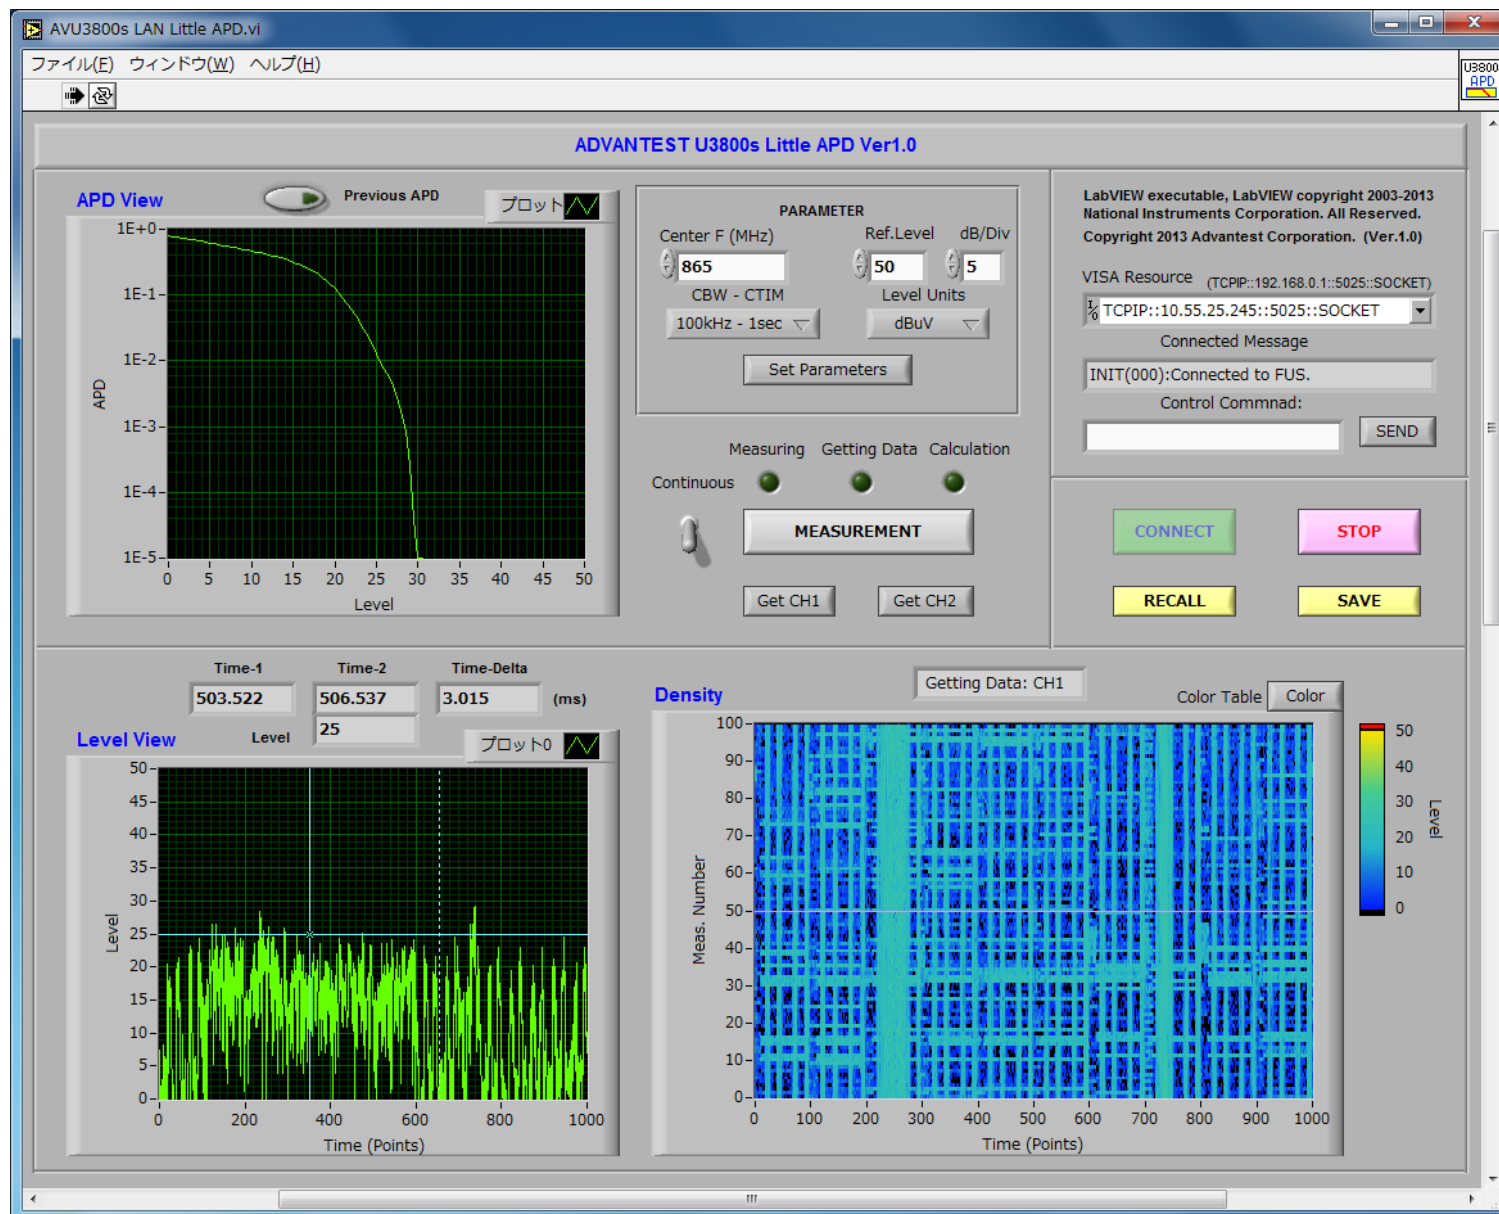 AVU3800s LAN Little APD.vi
ファイル(F) ウィンドウ(W) ヘルプ(H)
U3800
APD
ADVANTEST U3800s Little APD Ver1.0
APD View
Previous APD
プロット
1E+0
1E-1
1E-2
1E-3
1E-4
1E-5
APD
0 5 10 15 20 25 30 35 40 45 50
Level
PARAMETER
Center F (MHz) Ref.Level dB/Div
865 50 5
CBW - CTIM Level Units
100kHz - 1sec dBuV
Set Parameters
Measuring Getting Data Calculation
Continuous
MEASUREMENT
Get CH1 Get CH2
LabVIEW executable, LabVIEW copyright 2003-2013
National Instruments Corporation. All Reserved.
Copyright 2013 Advantest Corporation. (Ver.1.0)
VISA Resource (TCPIP::192.168.0.1::5025::SOCKET)
I/0 TCPIP::10.55.25.245::5025::SOCKET
Connected Message
INIT(000):Connected to FUS.
Control Commnad:
SEND
CONNECT STOP
RECALL SAVE
Time-1 Time-2 Time-Delta
503.522 506.537 3.015 (ms)
Level 25
Level View
プロット0
50
45
40
35
30
25
20
15
10
5
0
Level
0 200 400 600 800 1000
Time (Points)
Density
Getting Data: CH1
Color Table Color
100
90
80
70
60
50
40
30
20
10
0
Meas. Number
0 100 200 300 400 500 600 700 800 900 1000
Time (Points)
50
40
30
20
10
0
Level